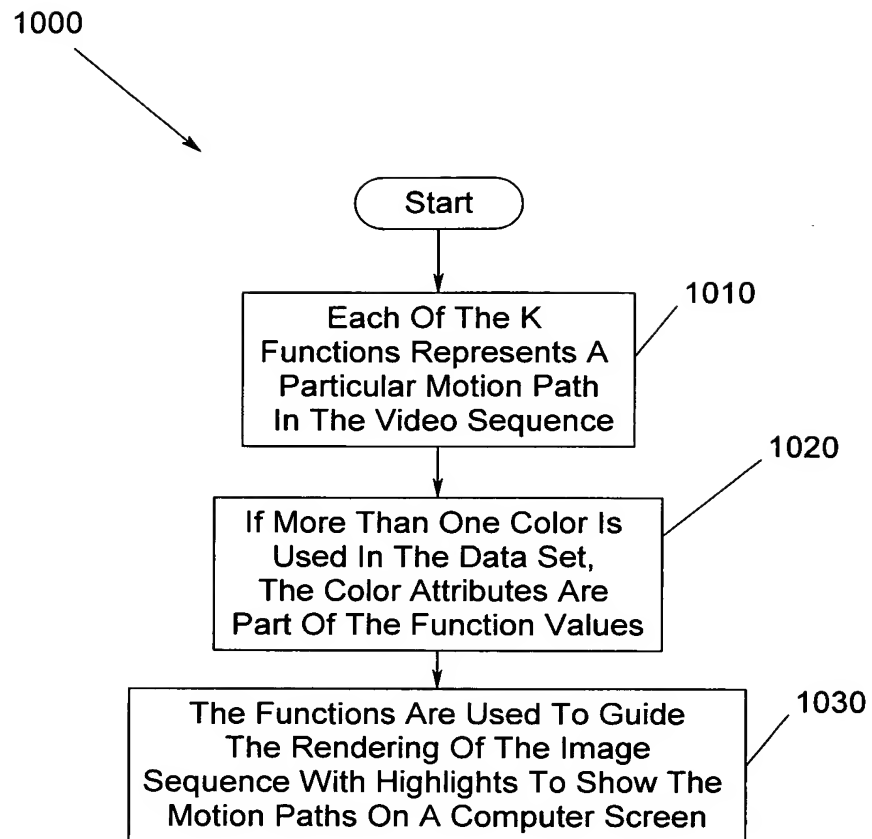 1000
Start
Each Of The K
Functions Represents A
Particular Motion Path
In The Video Sequence
1010
If More Than One Color Is
Used In The Data Set,
The Color Attributes Are
Part Of The Function Values
1020
The Functions Are Used To Guide
The Rendering Of The Image
Sequence With Highlights To Show The
Motion Paths On A Computer Screen
1030